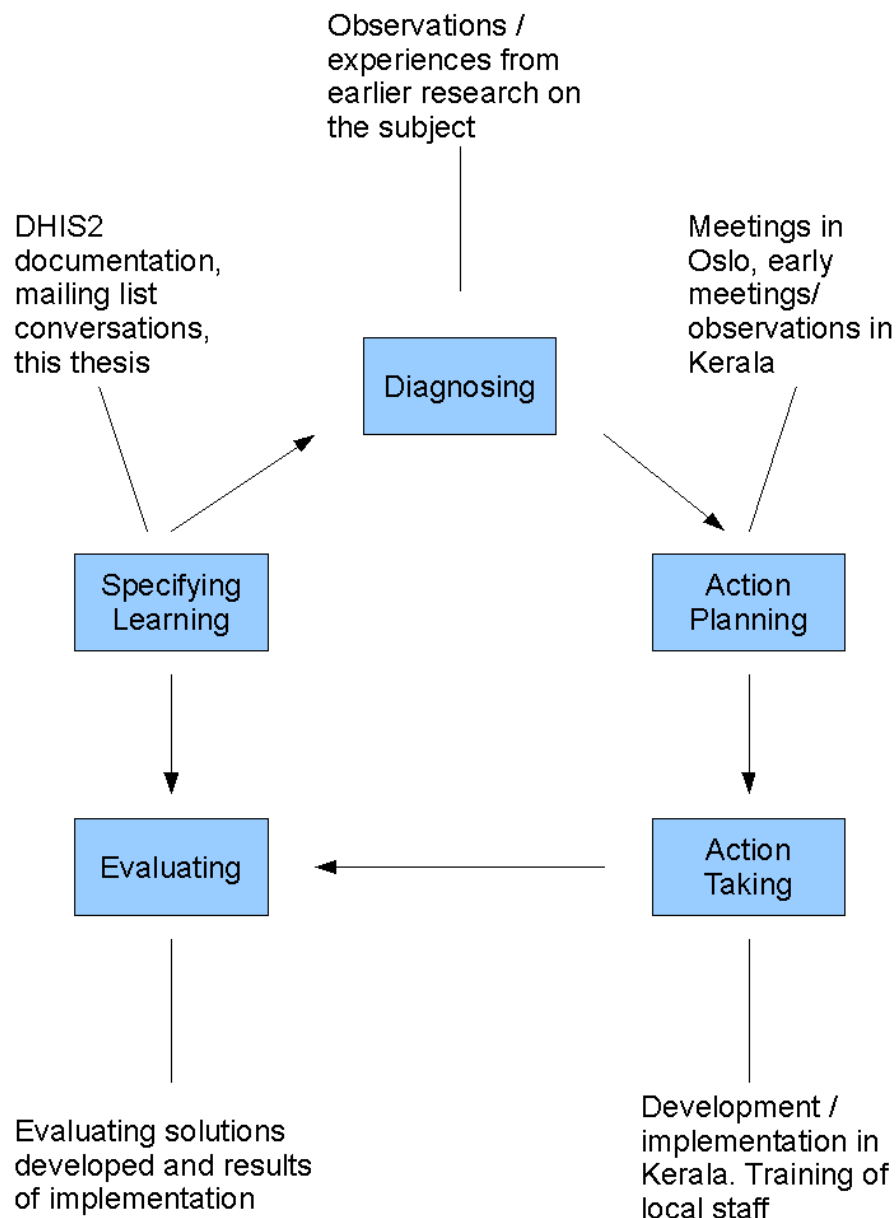 Observations /
experiences from
earlier research on
the subject
DHIS2
documentation,
mailing list
conversations,
this thesis
Meetings in
Oslo, early
meetings/
observations in
Kerala
Diagnosing
Specifying
Learning
Action
Planning
Evaluating
Action
Taking
Evaluating solutions
developed and results
of implementation
Development /
implementation in
Kerala. Training of
local staff